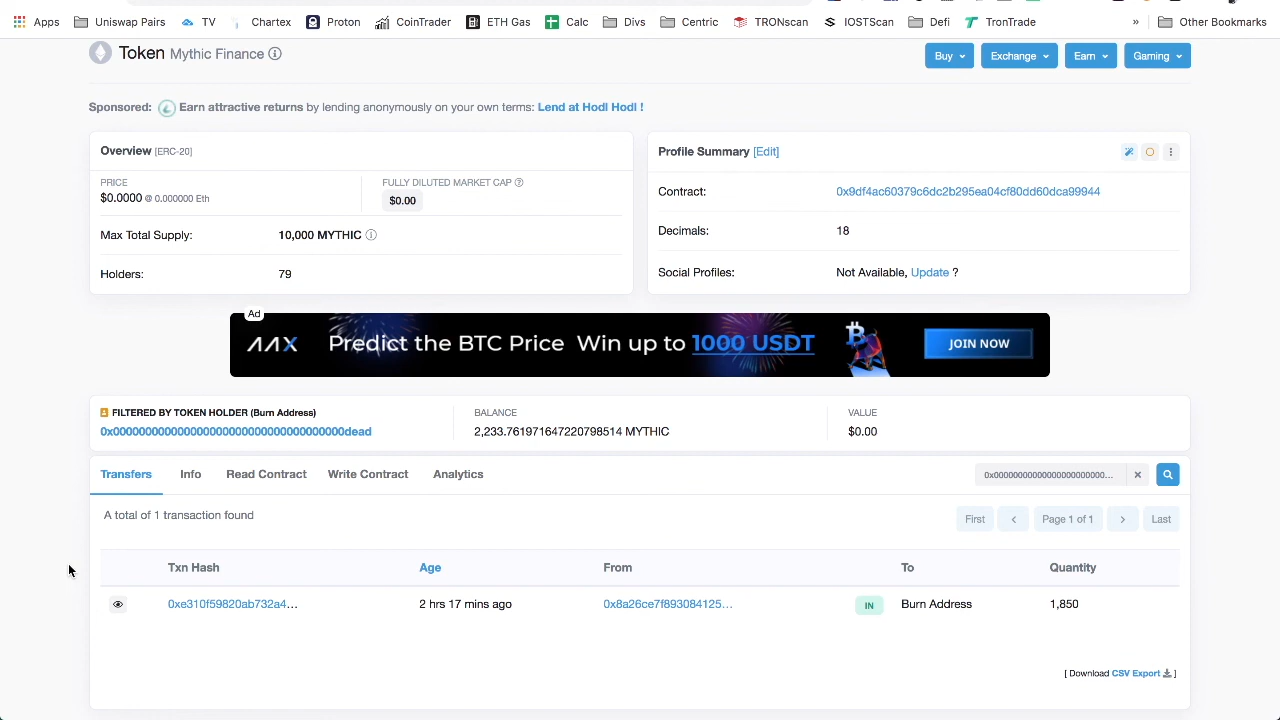 Apps Uniswap Pairs TV Chartex Proton CoinTrader ETH Gas Calc Divs Centric TRONscan IOSTScan Defi TronTrade » Other Bookmarks
Token Mythic Finance
Buy Exchange Earn Gaming
Sponsored: Earn attractive returns by lending anonymously on your own terms: Lend at Hodl Hodl !
Overview [ERC-20]
PRICE
$0.0000 @ 0.000000 Eth
FULLY DILUTED MARKET CAP
$0.00
Max Total Supply: 10,000 MYTHIC
Holders: 79
Profile Summary [Edit]
Contract: 0x9df4ac60379c6dc2b295ea04cf80dd60dca99944
Decimals: 18
Social Profiles: Not Available, Update ?
Ad
AAX Predict the BTC Price Win up to 1000 USDT JOIN NOW
FILTERED BY TOKEN HOLDER (Burn Address)
0x000000000000000000000000000000000000dead
BALANCE
2,233.761971647220798514 MYTHIC
VALUE
$0.00
Transfers Info Read Contract Write Contract Analytics
0x00000000000000000000000...
A total of 1 transaction found
First Page 1 of 1 Last
Txn Hash Age From To Quantity
0xe310f59820ab732a4... 2 hrs 17 mins ago 0x8a26ce7f893084125... IN Burn Address 1,850
[ Download CSV Export ]